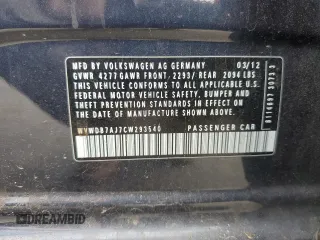 MFD. BY VOLKSWAGEN AG GERMANY 03/12
GVWR 4277 GAWR FRONT, 2293/ REAR 2094 LBS
THIS VEHICLE CONFORMS TO ALL APPLICABLE U.S.
FEDERAL MOTOR VEHICLE SAFETY, BUMPER AND
THEFT PREVENTION STANDARDS IN EFFECT ON THE
DATE OF MANUFACTURE SHOWN ABOVE.
WVWDB7AJ7CW293540 PASSENGER CAR
©DREAMBID